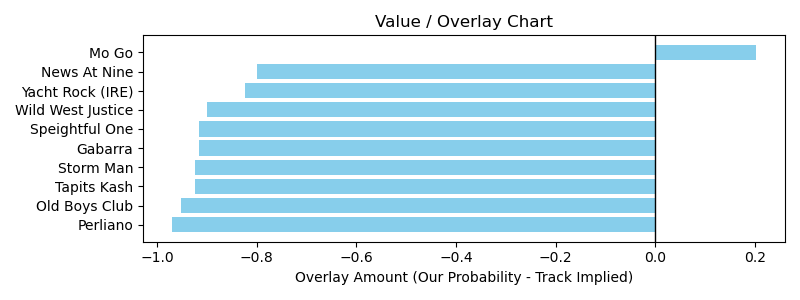 Value / Overlay Chart
Mo Go
News At Nine
Yacht Rock (IRE)
Wild West Justice
Speightful One
Gabarra
Storm Man
Tapits Kash
Old Boys Club
Perliano
−1.0 −0.8 −0.6 −0.4 −0.2 0.0 0.2
Overlay Amount (Our Probability - Track Implied)